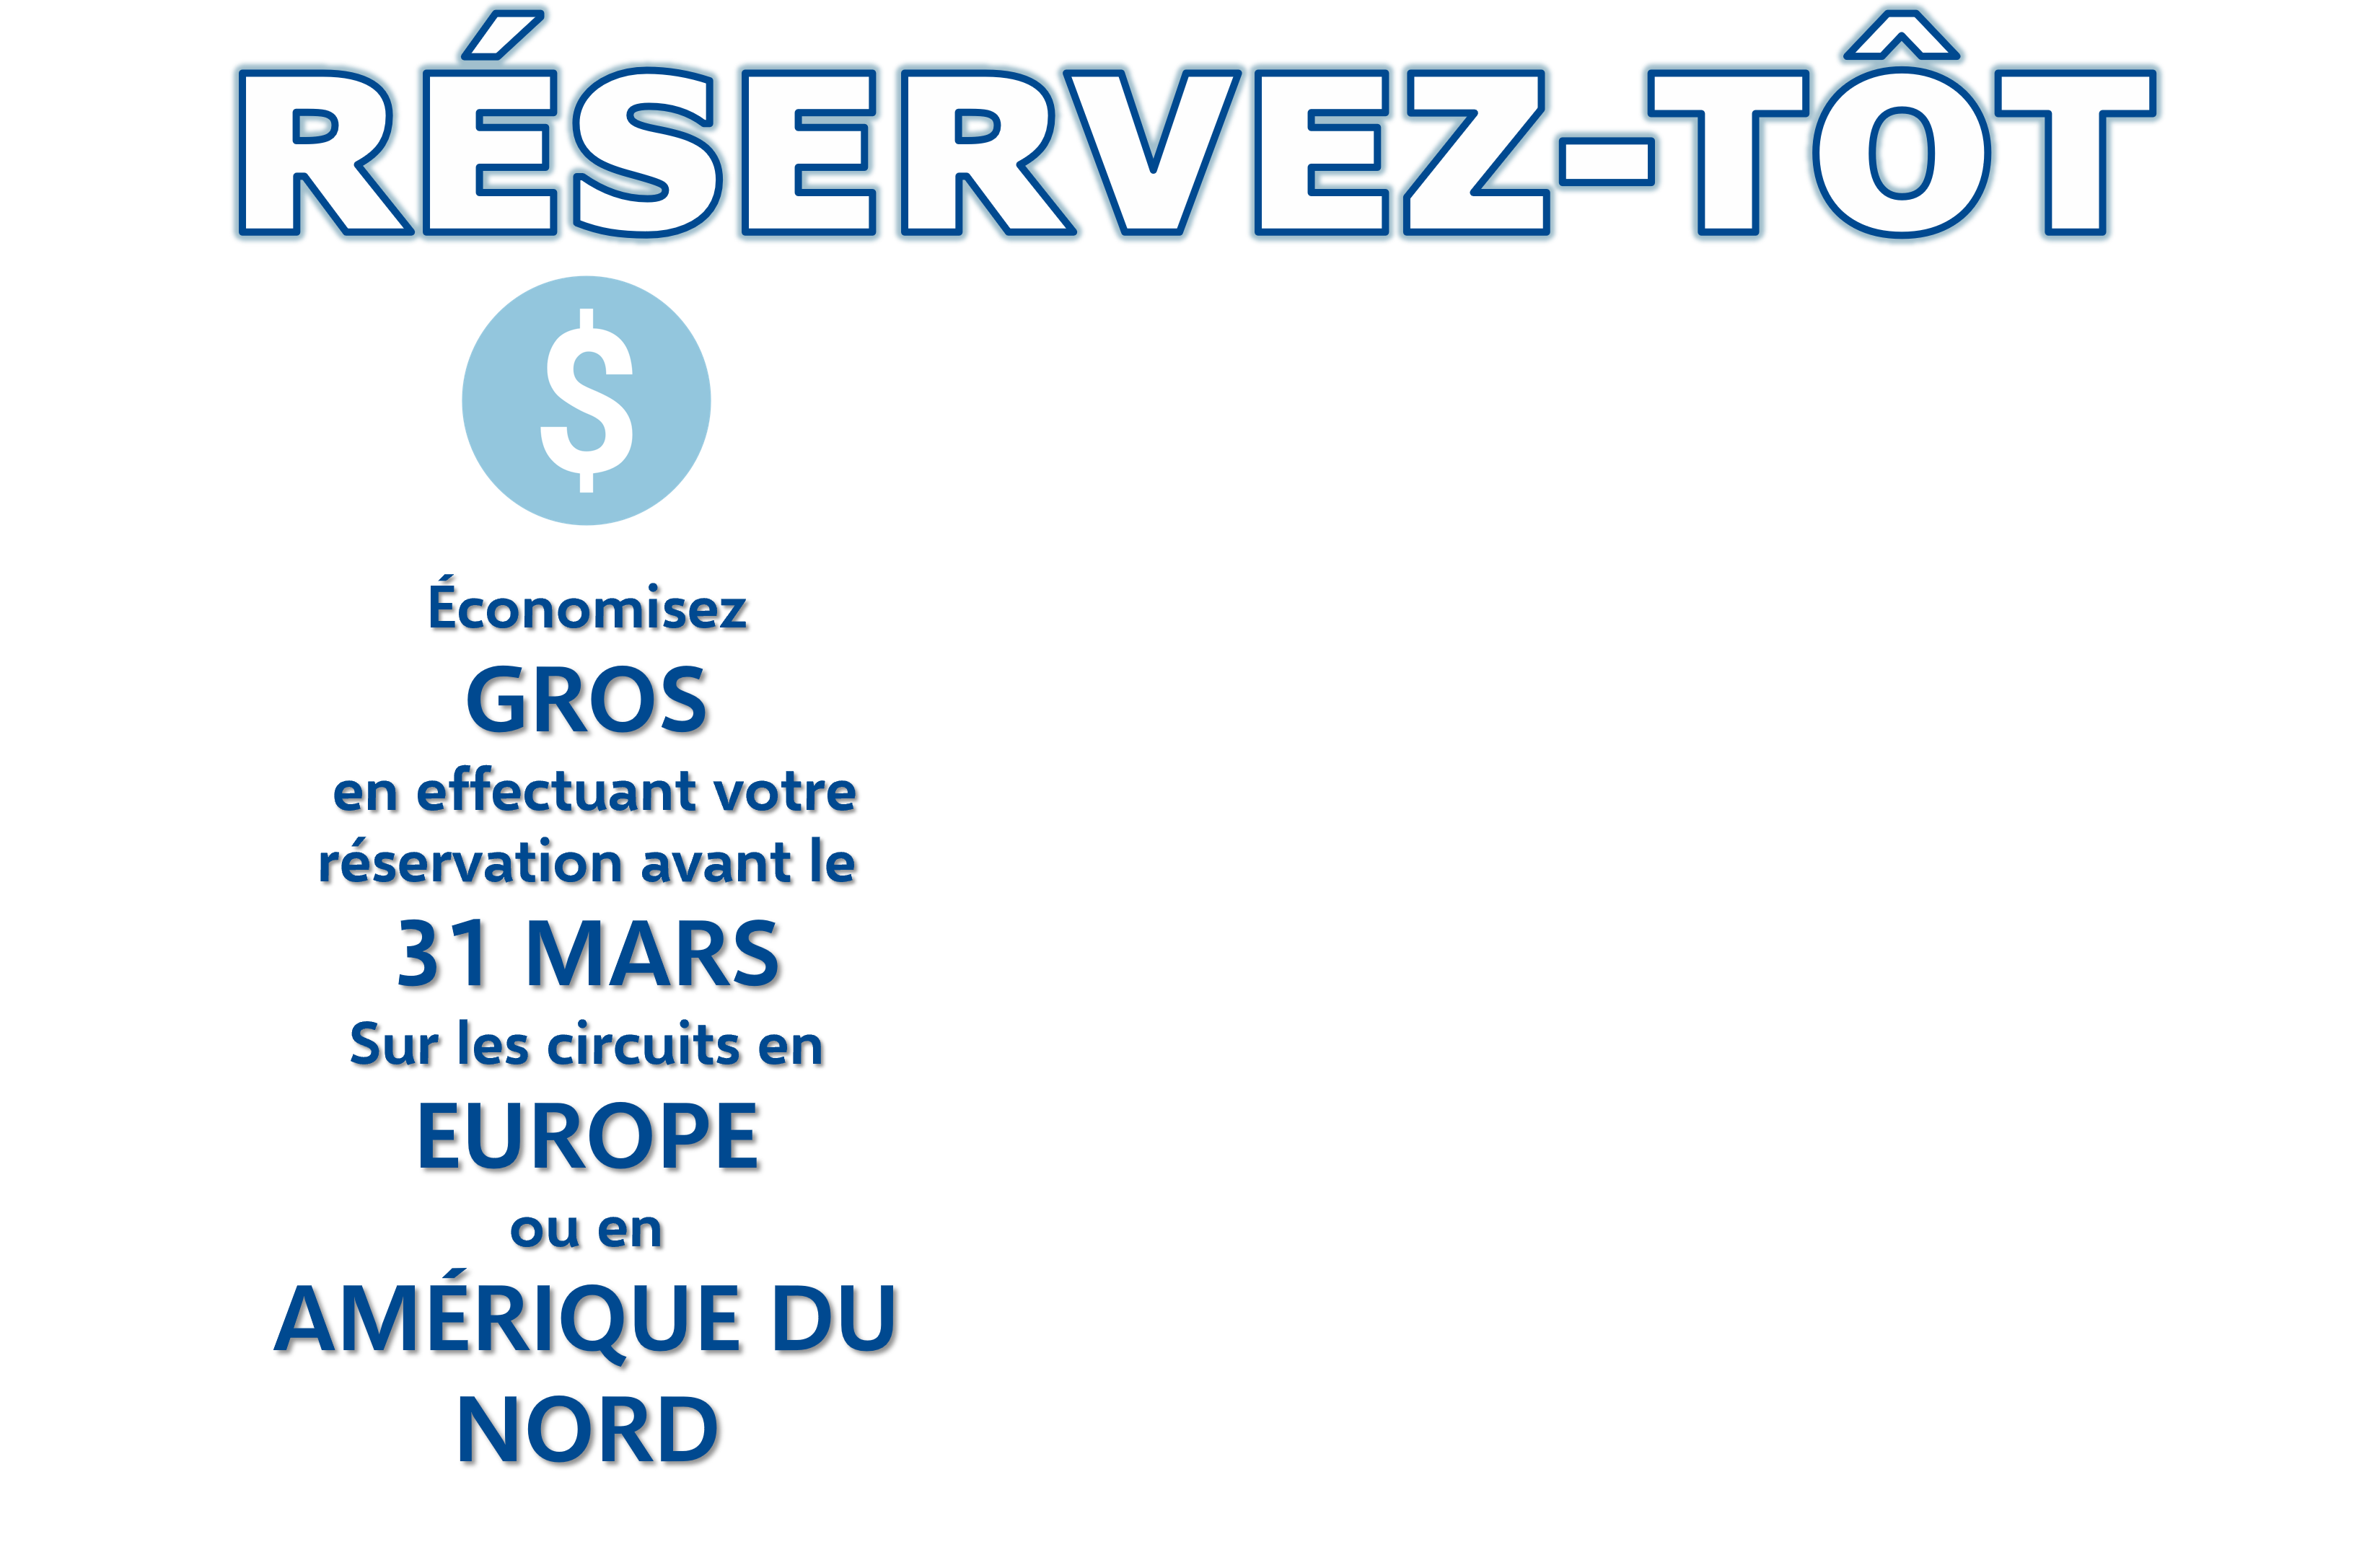 RÉSERVEZ-TÔT
$
Économisez
GROS
en effectuant votre
réservation avant le
31 MARS
Sur les circuits en
EUROPE
ou en
AMÉRIQUE DU
NORD